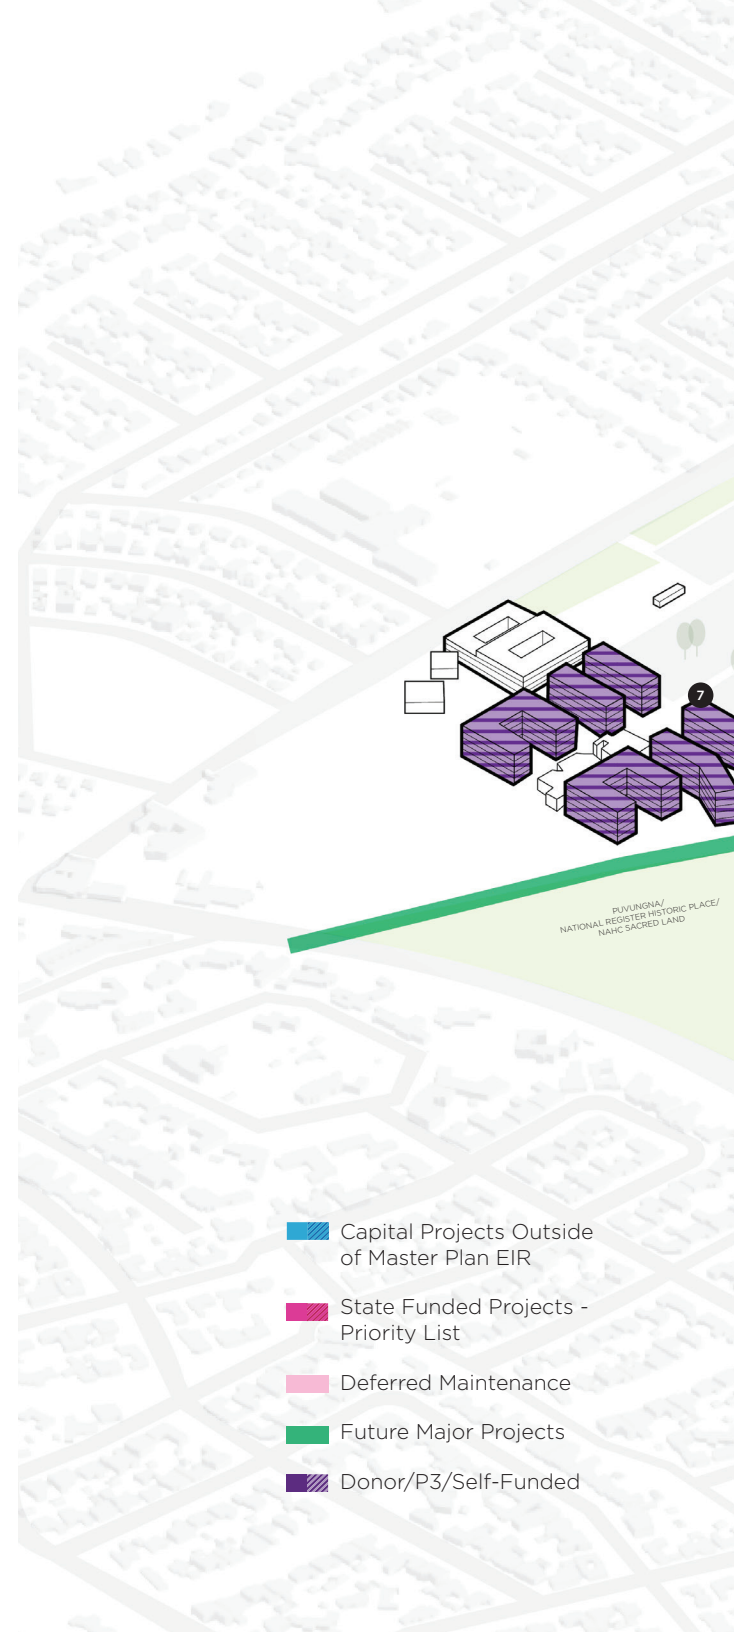 7
PUVUNGNA/
NATIONAL REGISTER HISTORIC PLACE/
NAHC SACRED LAND
Capital Projects Outside
of Master Plan EIR
State Funded Projects -
Priority List
Deferred Maintenance
Future Major Projects
Donor/P3/Self-Funded